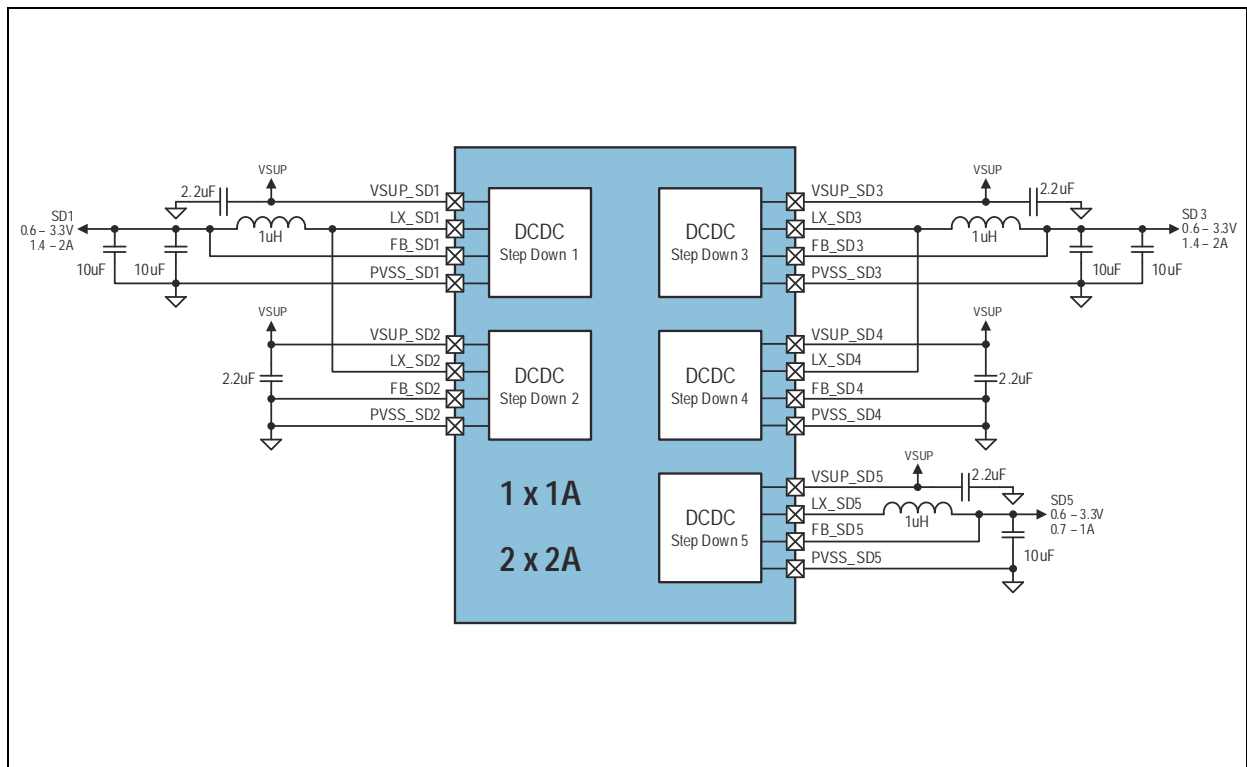 VSUP
2.2uF
VSUP_SD1
SD1
0.6 – 3.3V
1.4 – 2A
1uH
LX_SD1
FB_SD1
10uF
10uF
PVSS_SD1
DCDC
Step Down 1
VSUP
VSUP_SD2
LX_SD2
2.2uF
FB_SD2
PVSS_SD2
DCDC
Step Down 2
1 x 1A
2 x 2A
DCDC
Step Down 3
VSUP_SD3
VSUP
2.2uF
LX_SD3
1uH
SD3
0.6 – 3.3V
1.4 – 2A
FB_SD3
10uF
10uF
PVSS_SD3
DCDC
Step Down 4
VSUP_SD4
VSUP
LX_SD4
2.2uF
FB_SD4
PVSS_SD4
DCDC
Step Down 5
VSUP_SD5
VSUP
2.2uF
LX_SD5
1uH
SD5
0.6 – 3.3V
0.7 – 1A
FB_SD5
10uF
PVSS_SD5